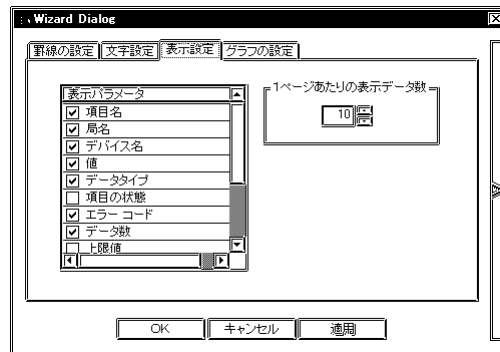 Wizard Dialog
罫線の設定 文字設定 表示設定 グラフの設定
表示パラメータ
項目名
局名
デバイス名
値
データタイプ
項目の状態
エラー コード
データ数
上限値
1ページあたりの表示データ数
10
OK キャンセル 適用